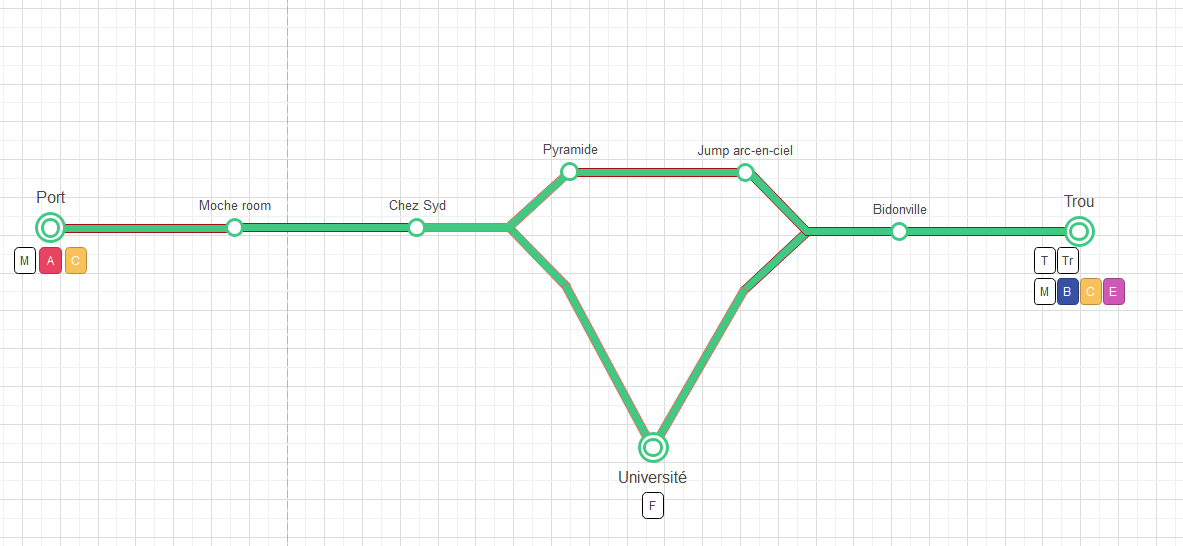 Pyramide
Jump arc-en-ciel
Port
Moche room
Chez Syd
Bidonville
Trou
M A C
T Tr
M B C E
Université
F